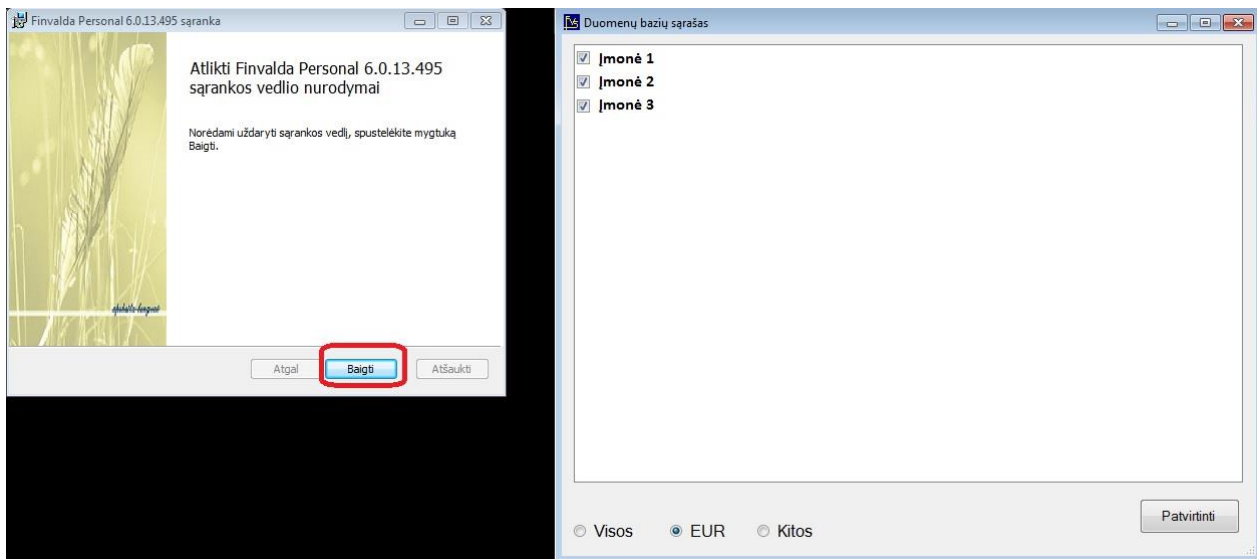 Finvalda Personal 6.0.13.495 sąranka
Atlikti Finvalda Personal 6.0.13.495
sąrankos vedlio nurodymai
Norėdami uždaryti sąrankos vedlį, spustelėkite mygtuką
Baigti.
Atgal
Baigti
Atšaukti
Duomenų bazių sąrašas
Įmonė 1
Įmonė 2
Įmonė 3
Visos
EUR
Kitos
Patvirtinti